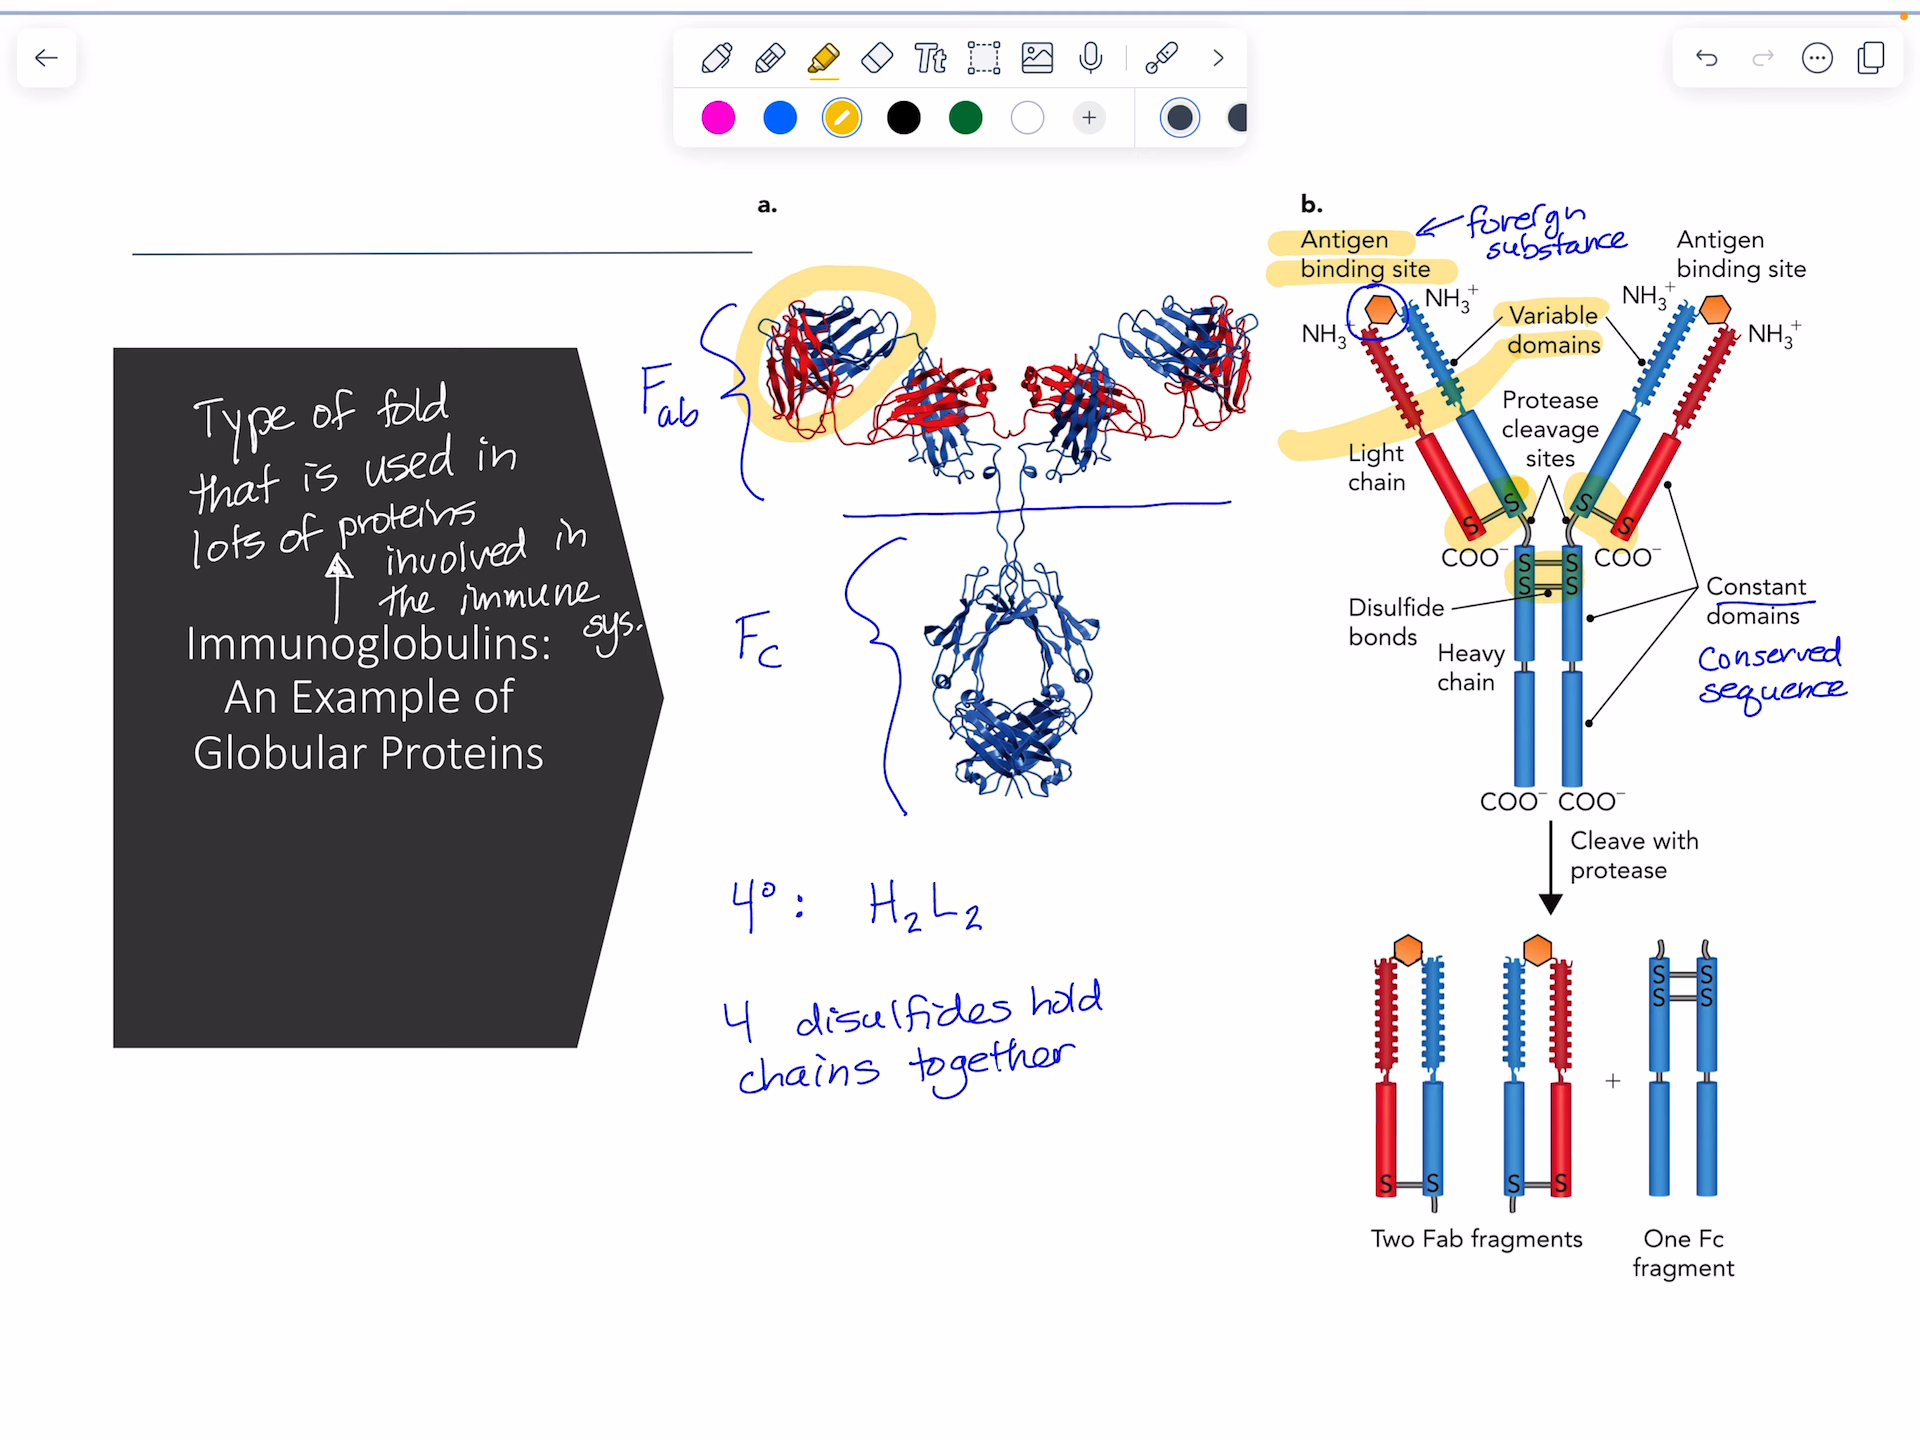 Tt
a.
b.
Antigen
binding site
foreign
substance
Antigen
binding site
NH3+
NH3+
NH3+
NH3+
Variable
domains
Fab
Protease
cleavage
sites
Light
chain
Type of fold
that is used in
lots of proteins
involved in
the immune
sys.
Immunoglobulins:
An Example of
Globular Proteins
S
S
S
S
COO⁻
COO⁻
S S
S S
Fc
Disulfide
bonds
Heavy
chain
Constant
domains
Conserved
sequence
COO⁻ COO⁻
Cleave with
protease
4°: H2L2
4 disulfides hold
chains together
S S
S S
+
S S
S S
Two Fab fragments
One Fc
fragment